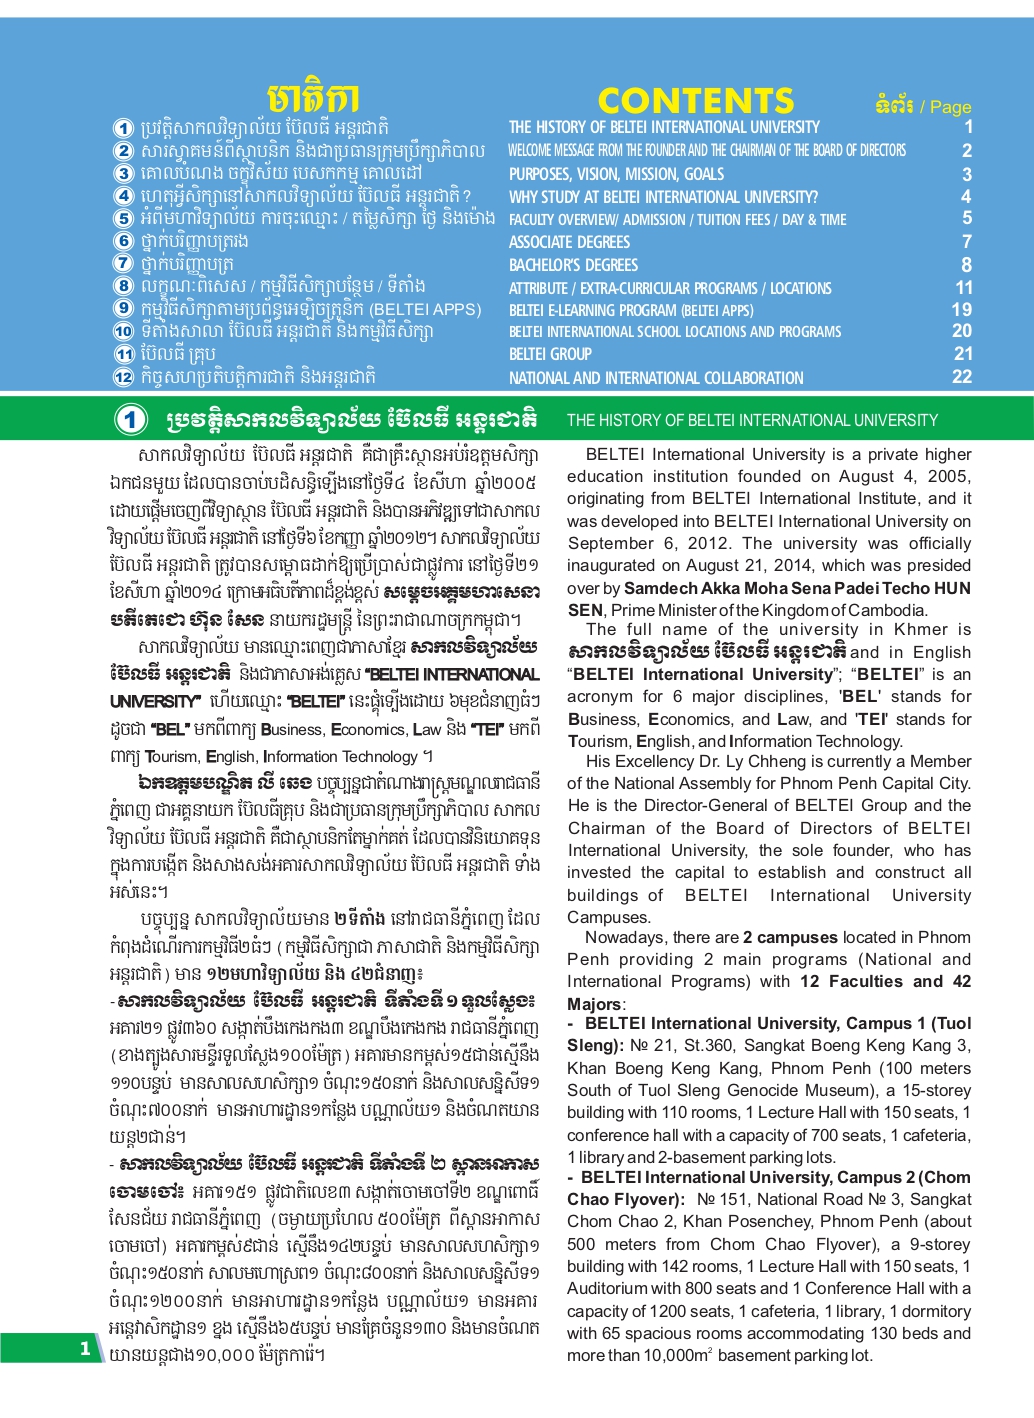 មាតិកា
CONTENTS
ទំព័រ / Page
1 ប្រវត្តិសាកលវិទ្យាល័យ ប៊ែលធី អន្តរជាតិ
THE HISTORY OF BELTEI INTERNATIONAL UNIVERSITY 1
2 សារស្វាគមន៍ពីស្ថាបនិក និងជាប្រធានក្រុមប្រឹក្សាភិបាល
WELCOME MESSAGE FROM THE FOUNDER AND THE CHAIRMAN OF THE BOARD OF DIRECTORS 2
3 គោលបំណង ចក្ខុវិស័យ បេសកកម្ម គោលដៅ
PURPOSES, VISION, MISSION, GOALS 3
4 ហេតុអ្វីសិក្សានៅសាកលវិទ្យាល័យ ប៊ែលធី អន្តរជាតិ?
WHY STUDY AT BELTEI INTERNATIONAL UNIVERSITY? 4
5 អំពីមហាវិទ្យាល័យ ការចុះឈ្មោះ / តម្លៃសិក្សា ថ្ងៃ និងម៉ោង
FACULTY OVERVIEW/ ADMISSION / TUITION FEES / DAY & TIME 5
6 ថ្នាក់បរិញ្ញាបត្ររង
ASSOCIATE DEGREES 7
7 ថ្នាក់បរិញ្ញាបត្រ
BACHELOR'S DEGREES 8
8 លក្ខណៈពិសេស / កម្មវិធីសិក្សាបន្ថែម / ទីតាំង
ATTRIBUTE / EXTRA-CURRICULAR PROGRAMS / LOCATIONS 11
9 កម្មវិធីសិក្សាតាមប្រព័ន្ធអេឡិចត្រូនិក (BELTEI APPS)
BELTEI E-LEARNING PROGRAM (BELTEI APPS) 19
10 ទីតាំងសាលា ប៊ែលធី អន្តរជាតិ និងកម្មវិធីសិក្សា
BELTEI INTERNATIONAL SCHOOL LOCATIONS AND PROGRAMS 20
11 ប៊ែលធី គ្រុប
BELTEI GROUP 21
12 កិច្ចសហប្រតិបត្តិការជាតិ និងអន្តរជាតិ
NATIONAL AND INTERNATIONAL COLLABORATION 22
1 ប្រវត្តិសាកលវិទ្យាល័យ ប៊ែលធី អន្តរជាតិ
THE HISTORY OF BELTEI INTERNATIONAL UNIVERSITY
សាកលវិទ្យាល័យ ប៊ែលធី អន្តរជាតិ គឺជាគ្រឹះស្ថានអប់រំឧត្តមសិក្សា
ឯកជនមួយ ដែលបានចាប់បដិសន្ធិឡើងនៅថ្ងៃទី៤ ខែសីហា ឆ្នាំ២០០៥
ដោយផ្តើមចេញពីវិទ្យាស្ថាន ប៊ែលធី អន្តរជាតិ និងបានអភិវឌ្ឍទៅជាសាកល
វិទ្យាល័យ ប៊ែលធី អន្តរជាតិ នៅថ្ងៃទី៦ ខែកញ្ញា ឆ្នាំ២០១២។ សាកលវិទ្យាល័យ
ប៊ែលធី អន្តរជាតិ ត្រូវបានសម្ពោធដាក់ឱ្យប្រើប្រាស់ជាផ្លូវការ នៅថ្ងៃទី២១
ខែសីហា ឆ្នាំ២០១៤ ក្រោមអធិបតីភាពដ៏ខ្ពង់ខ្ពស់ សម្តេចអគ្គមហាសេនា
បតីតេជោ ហ៊ុន សែន នាយករដ្ឋមន្ត្រី នៃព្រះរាជាណាចក្រកម្ពុជា។
សាកលវិទ្យាល័យ មានឈ្មោះពេញជាភាសាខ្មែរ សាកលវិទ្យាល័យ
ប៊ែលធី អន្តរជាតិ និងជាភាសាអង់គ្លេស “BELTEI INTERNATIONAL
UNIVERSITY” ហើយឈ្មោះ “BELTEI” នេះផ្គុំឡើងដោយ ៦មុខជំនាញធំៗ
ដូចជា “BEL” មកពីពាក្យ Business, Economics, Law និង “TEI” មកពី
ពាក្យ Tourism, English, Information Technology ។
ឯកឧត្តមបណ្ឌិត លី ឆេង បច្ចុប្បន្នជាតំណាងរាស្ត្រមណ្ឌលរាជធានី
ភ្នំពេញ ជាអគ្គនាយក ប៊ែលធីគ្រុប និងជាប្រធានក្រុមប្រឹក្សាភិបាល សាកល
វិទ្យាល័យ ប៊ែលធី អន្តរជាតិ គឺជាស្ថាបនិកតែម្នាក់គត់ ដែលបានវិនិយោគទុន
ក្នុងការបង្កើត និងសាងសង់អគារសាកលវិទ្យាល័យ ប៊ែលធី អន្តរជាតិ ទាំង
អស់នេះ។
បច្ចុប្បន្ន សាកលវិទ្យាល័យមាន ២ទីតាំង នៅរាជធានីភ្នំពេញ ដែល
កំពុងដំណើរការកម្មវិធី២ធំៗ (កម្មវិធីសិក្សាជា ភាសាជាតិ និងកម្មវិធីសិក្សា
អន្តរជាតិ) មាន ១២មហាវិទ្យាល័យ និង ៤២ជំនាញ៖
-សាកលវិទ្យាល័យ ប៊ែលធី អន្តរជាតិ ទីតាំងទី ១ ទួលស្លែង៖
អគារ២១ ផ្លូវ៣៦០ សង្កាត់បឹងកេងកង៣ ខណ្ឌបឹងកេងកង រាជធានីភ្នំពេញ
(ខាងត្បូងសារមន្ទីរទួលស្លែង១០០ម៉ែត្រ) អគារមានកម្ពស់១៥ជាន់ស្មើនឹង
១១០បន្ទប់ មានសាលសហសិក្សា១ ចំណុះ១៥០នាក់ និងសាលសន្និសីទ១
ចំណុះ៧០០នាក់ មានអាហារដ្ឋាន១កន្លែង បណ្ណាល័យ១ និងចំណតយាន
យន្ត២ជាន់។
- សាកលវិទ្យាល័យ ប៊ែលធី អន្តរជាតិ ទីតាំងទី ២ ស្ពានអាកាស
ចោមចៅ៖ អគារ១៥១ ផ្លូវជាតិលេខ៣ សង្កាត់ចោមចៅទី២ ខណ្ឌពោធិ៍
សែនជ័យ រាជធានីភ្នំពេញ (ចម្ងាយប្រហែល ៥០០ម៉ែត្រ ពីស្ពានអាកាស
ចោមចៅ) អគារកម្ពស់៩ជាន់ ស្មើនឹង១៤២បន្ទប់ មានសាលសហសិក្សា១
ចំណុះ១៥០នាក់ សាលមហោស្រព១ ចំណុះ៨០០នាក់ និងសាលសន្និសីទ១
ចំណុះ១២០០នាក់ មានអាហារដ្ឋាន១កន្លែង បណ្ណាល័យ១ មានអគារ
អន្តេវាសិកដ្ឋាន១ ខ្នង ស្មើនឹង៦៥បន្ទប់ មានគ្រែចំនួន១៣០ និងមានចំណត
យានយន្តជាង១០,០០០ ម៉ែត្រការ៉េ។
BELTEI International University is a private higher
education institution founded on August 4, 2005,
originating from BELTEI International Institute, and it
was developed into BELTEI International University on
September 6, 2012. The university was officially
inaugurated on August 21, 2014, which was presided
over by Samdech Akka Moha Sena Padei Techo HUN
SEN, Prime Minister of the Kingdom of Cambodia.
The full name of the university in Khmer is
សាកលវិទ្យាល័យ ប៊ែលធី អន្តរជាតិ and in English
“BELTEI International University”; “BELTEI” is an
acronym for 6 major disciplines, 'BEL' stands for
Business, Economics, and Law, and 'TEI' stands for
Tourism, English, and Information Technology.
His Excellency Dr. Ly Chheng is currently a Member
of the National Assembly for Phnom Penh Capital City.
He is the Director-General of BELTEI Group and the
Chairman of the Board of Directors of BELTEI
International University, the sole founder, who has
invested the capital to establish and construct all
buildings of BELTEI International University
Campuses.
Nowadays, there are 2 campuses located in Phnom
Penh providing 2 main programs (National and
International Programs) with 12 Faculties and 42
Majors:
- BELTEI International University, Campus 1 (Tuol
Sleng): № 21, St.360, Sangkat Boeng Keng Kang 3,
Khan Boeng Keng Kang, Phnom Penh (100 meters
South of Tuol Sleng Genocide Museum), a 15-storey
building with 110 rooms, 1 Lecture Hall with 150 seats, 1
conference hall with a capacity of 700 seats, 1 cafeteria,
1 library and 2-basement parking lots.
- BELTEI International University, Campus 2 (Chom
Chao Flyover): № 151, National Road № 3, Sangkat
Chom Chao 2, Khan Posenchey, Phnom Penh (about
500 meters from Chom Chao Flyover), a 9-storey
building with 142 rooms, 1 Lecture Hall with 150 seats, 1
Auditorium with 800 seats and 1 Conference Hall with a
capacity of 1200 seats, 1 cafeteria, 1 library, 1 dormitory
with 65 spacious rooms accommodating 130 beds and
more than 10,000m² basement parking lot.
1